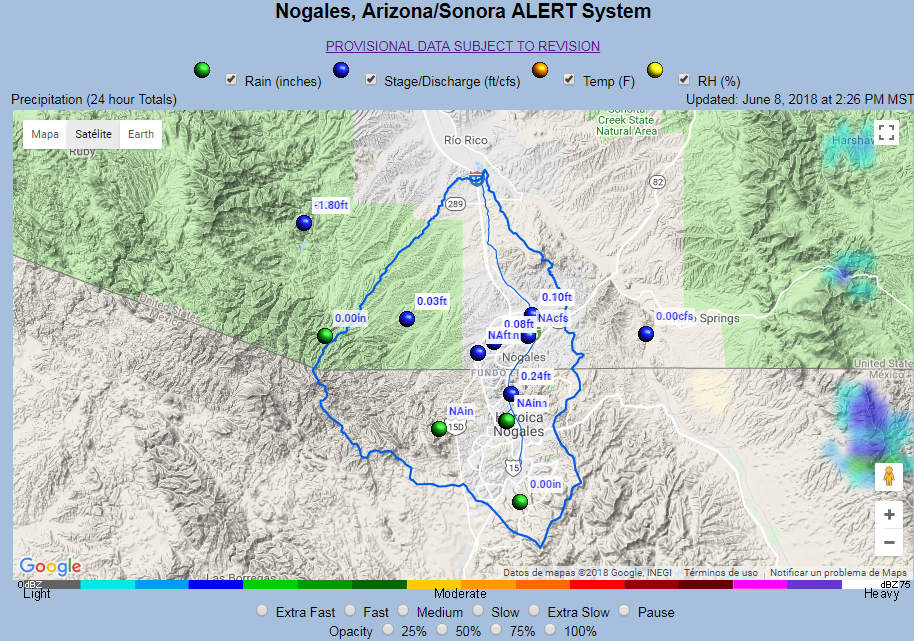 Nogales, Arizona/Sonora ALERT System
PROVISIONAL DATA SUBJECT TO REVISION
Rain (inches) Stage/Discharge (ft/cfs) Temp (F) RH (%)
Precipitation (24 hour Totals) Updated: June 8, 2018 at 2:26 PM MST
Mapa Satélite Earth
Sonoita
Creek State
Natural Area
Río Rico
Harshaw
Ruby
82
-1.80ft
289
0.03ft
0.10ft
0.00in
NAcfs
0.00cfs
Springs
0.08ft
NAft
Nogales
United States
Mexico
FUNDO
0.24ft
NAin
NAin
15D
Heroica
Nogales
15
0.00in
Google
Datos de mapas ©2018 Google, INEGI Términos de uso Notificar un problema de Maps
0dBZ dBZ 75
Light Moderate Heavy
Extra Fast Fast Medium Slow Extra Slow Pause
Opacity 25% 50% 75% 100%